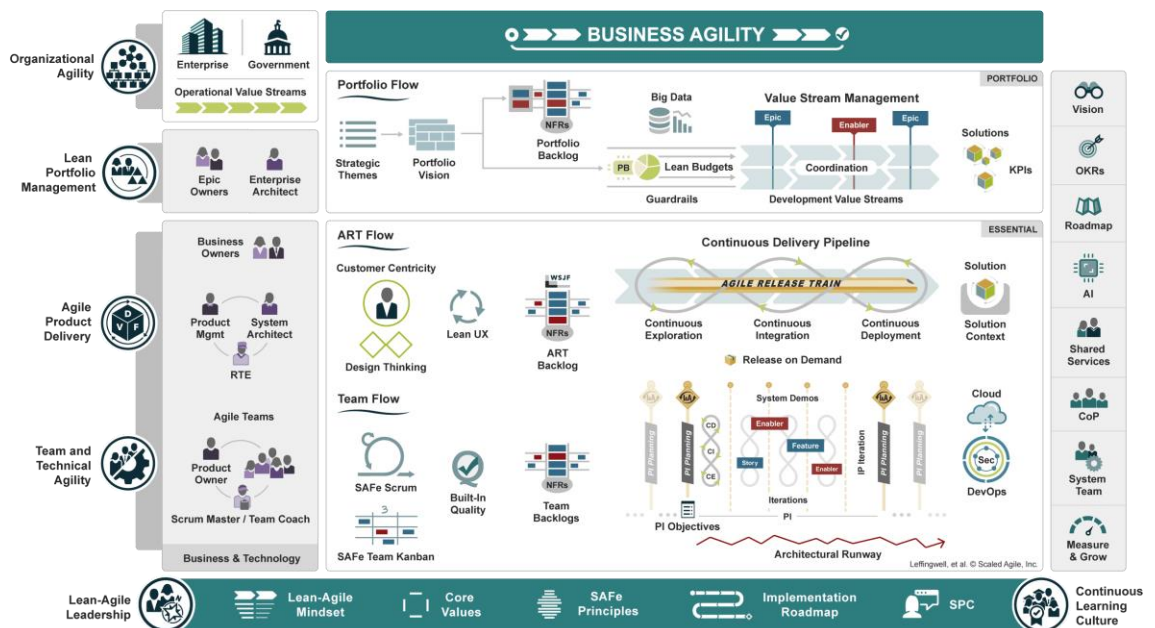 Organizational
Agility
Enterprise
Government
Operational Value Streams
BUSINESS AGILITY
Lean
Portfolio
Management
Epic
Owners
Enterprise
Architect
PORTFOLIO
Portfolio Flow
Strategic
Themes
Portfolio
Vision
NFRs
Portfolio
Backlog
Big Data
PB
Lean Budgets
Guardrails
Value Stream Management
Epic
Enabler
Epic
Coordination
Development Value Streams
Solutions
KPIs
Vision
OKRs
Roadmap
AI
Shared
Services
CoP
System
Team
Measure
& Grow
Agile
Product
Delivery
D
V
F
Business
Owners
Product
Mgmt
System
Architect
RTE
ESSENTIAL
ART Flow
Customer Centricity
Design Thinking
Lean UX
WSJF
NFRs
ART
Backlog
Continuous Delivery Pipeline
AGILE RELEASE TRAIN
Continuous
Exploration
Continuous
Integration
Continuous
Deployment
Solution
Solution
Context
Release on Demand
Team and
Technical
Agility
Agile Teams
Product
Owner
Scrum Master / Team Coach
Business & Technology
Team Flow
SAFe Scrum
3
SAFe Team Kanban
Built-In
Quality
NFRs
Team
Backlogs
PI Planning
PI Planning
CD
CI
CE
System Demos
Enabler
Feature
Story
Enabler
Iterations
IP Iteration
PI Planning
PI Planning
PI Objectives
PI
Architectural Runway
Cloud
Sec
DevOps
Leffingwell, et al. © Scaled Agile, Inc.
Lean-Agile
Leadership
Lean-Agile
Mindset
Core
Values
SAFe
Principles
Implementation
Roadmap
SPC
Continuous
Learning
Culture